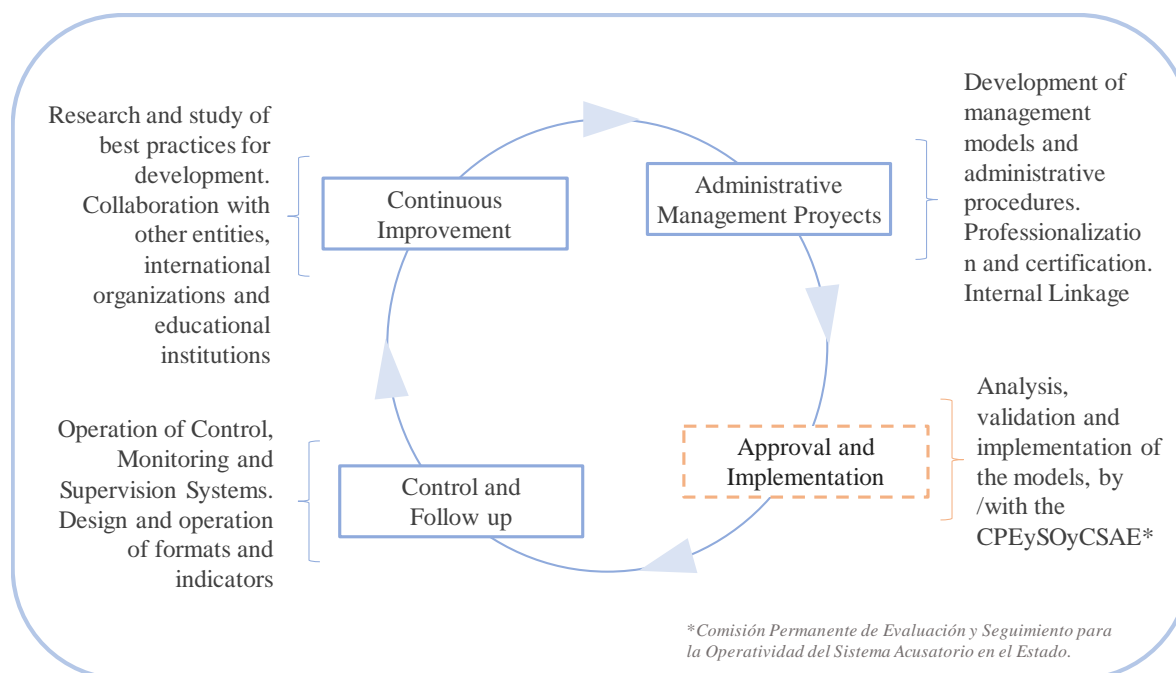 Research and study of
best practices for
development.
Collaboration with
other entities,
international
organizations and
educational
institutions
Continuous
Improvement
Administrative
Management Proyects
Development of
management
models and
administrative
procedures.
Professionalizatio
n and certification.
Internal Linkage
Operation of Control,
Monitoring and
Supervision Systems.
Design and operation
of formats and
indicators
Control and
Follow up
Approval and
Implementation
Analysis,
validation and
implementation of
the models, by
/with the
CPEySOyCSAE*
*Comisión Permanente de Evaluación y Seguimiento para
la Operatividad del Sistema Acusatorio en el Estado.